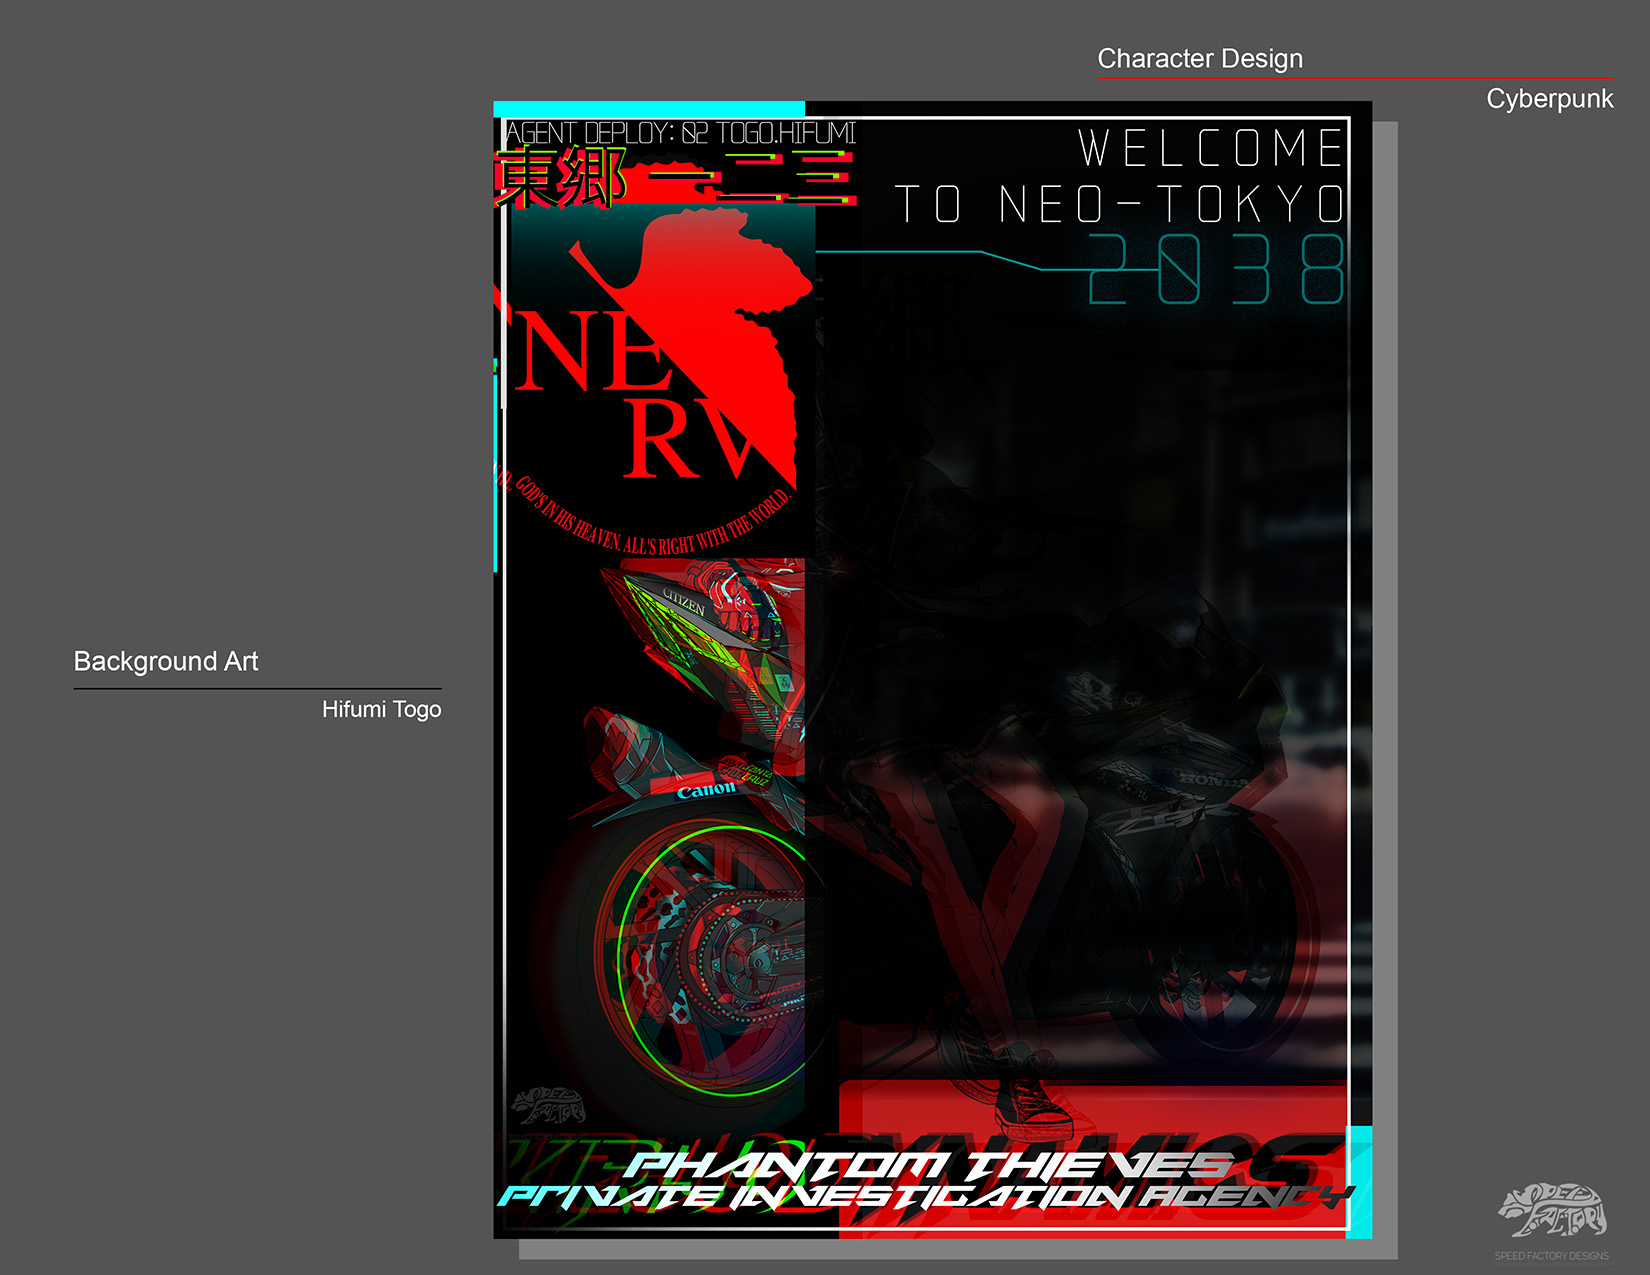 Character Design
Cyberpunk
AGENT DEPLOY: 02 TOGO.HIFUMI
東郷 一二三
WELCOME
TO NEO-TOKYO
2038
NERV
GOD'S IN HIS HEAVEN. ALL'S RIGHT WITH THE WORLD.
CITIZEN
Background Art
Hifumi Togo
Canon
HONDA
SPEED FACTORY
PHANTOM THIEVES
PRIVATE INVESTIGATION AGENCY
SPEED FACTORY
SPEED FACTORY DESIGNS